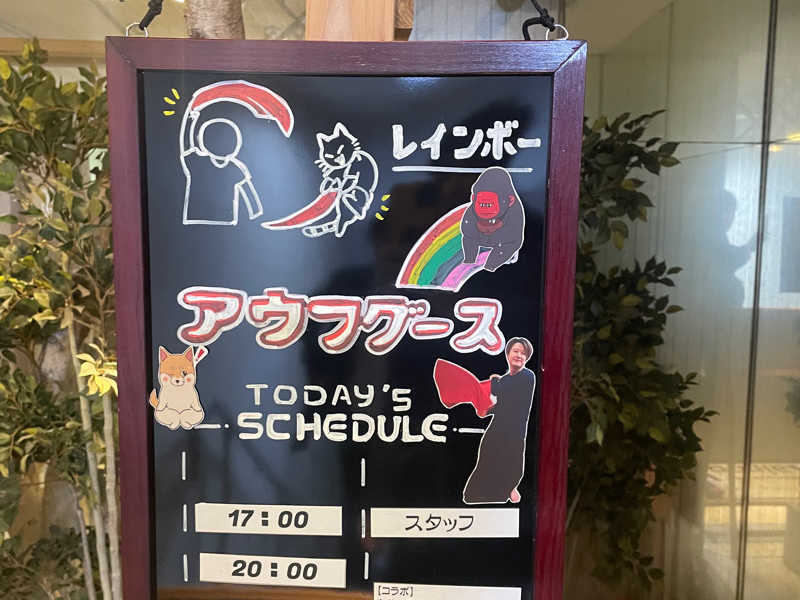 レインボー
アウフグース
TODAY'S
SCHEDULE
17:00 スタッフ
20:00
【コラボ】